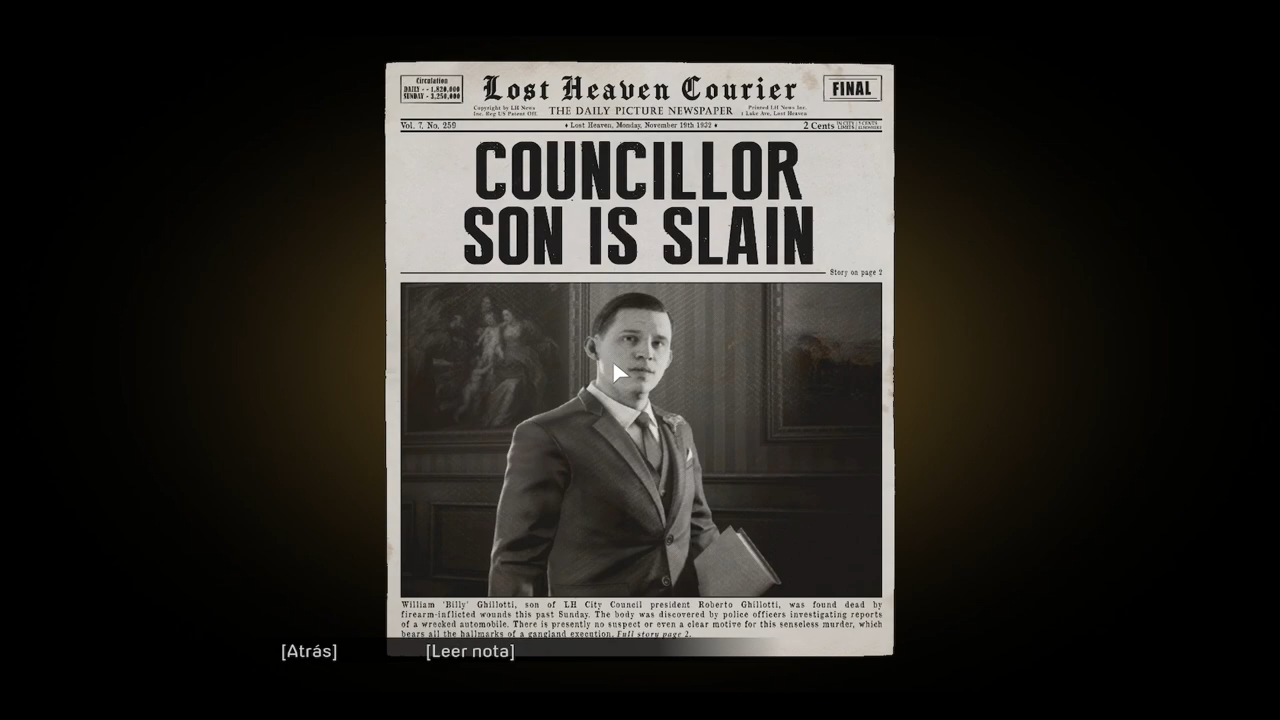 Circulation
DAILY - - 1,820,000
SUNDAY - 3,250,000
Lost Heaven Courier
FINAL
Copyright by LH News
Inc. Reg US Patent Off.
THE DAILY PICTURE NEWSPAPER
Printed LH News Inc.
1 Lake Ave, Lost Heaven
Vol. 7, No. 259
♦ Lost Heaven, Monday, November 19th 1932 ♦
2 Cents
COUNCILLOR
SON IS SLAIN
Story on page 2
William 'Billy' Ghillotti, son of LH City Council president Roberto Ghillotti, was found dead by
firearm-inflicted wounds this past Sunday. The body was discovered by police officers investigating reports
of a wrecked automobile. There is presently no suspect or even a clear motive for this senseless murder, which
bears all the hallmarks of a gangland execution. Full story page 2.
[Atrás]
[Leer nota]